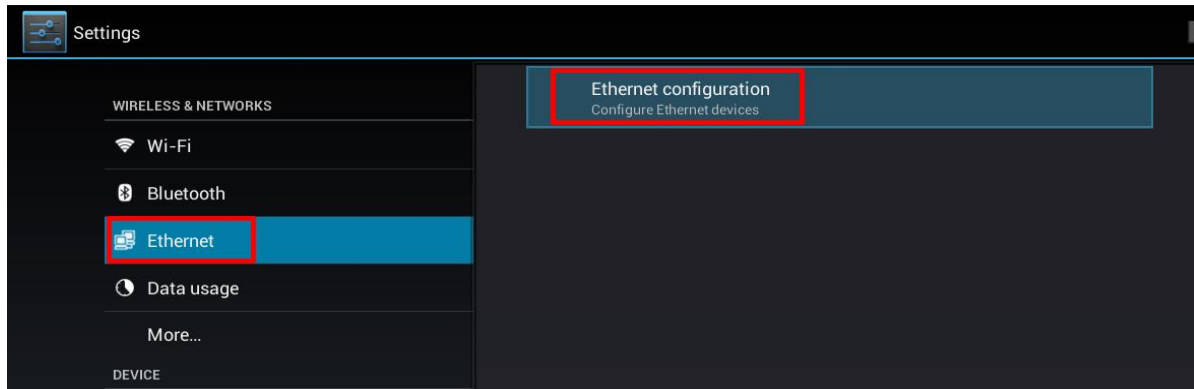 Settings
WIRELESS & NETWORKS
Wi-Fi
Bluetooth
Ethernet
Data usage
More...
DEVICE
Ethernet configuration
Configure Ethernet devices